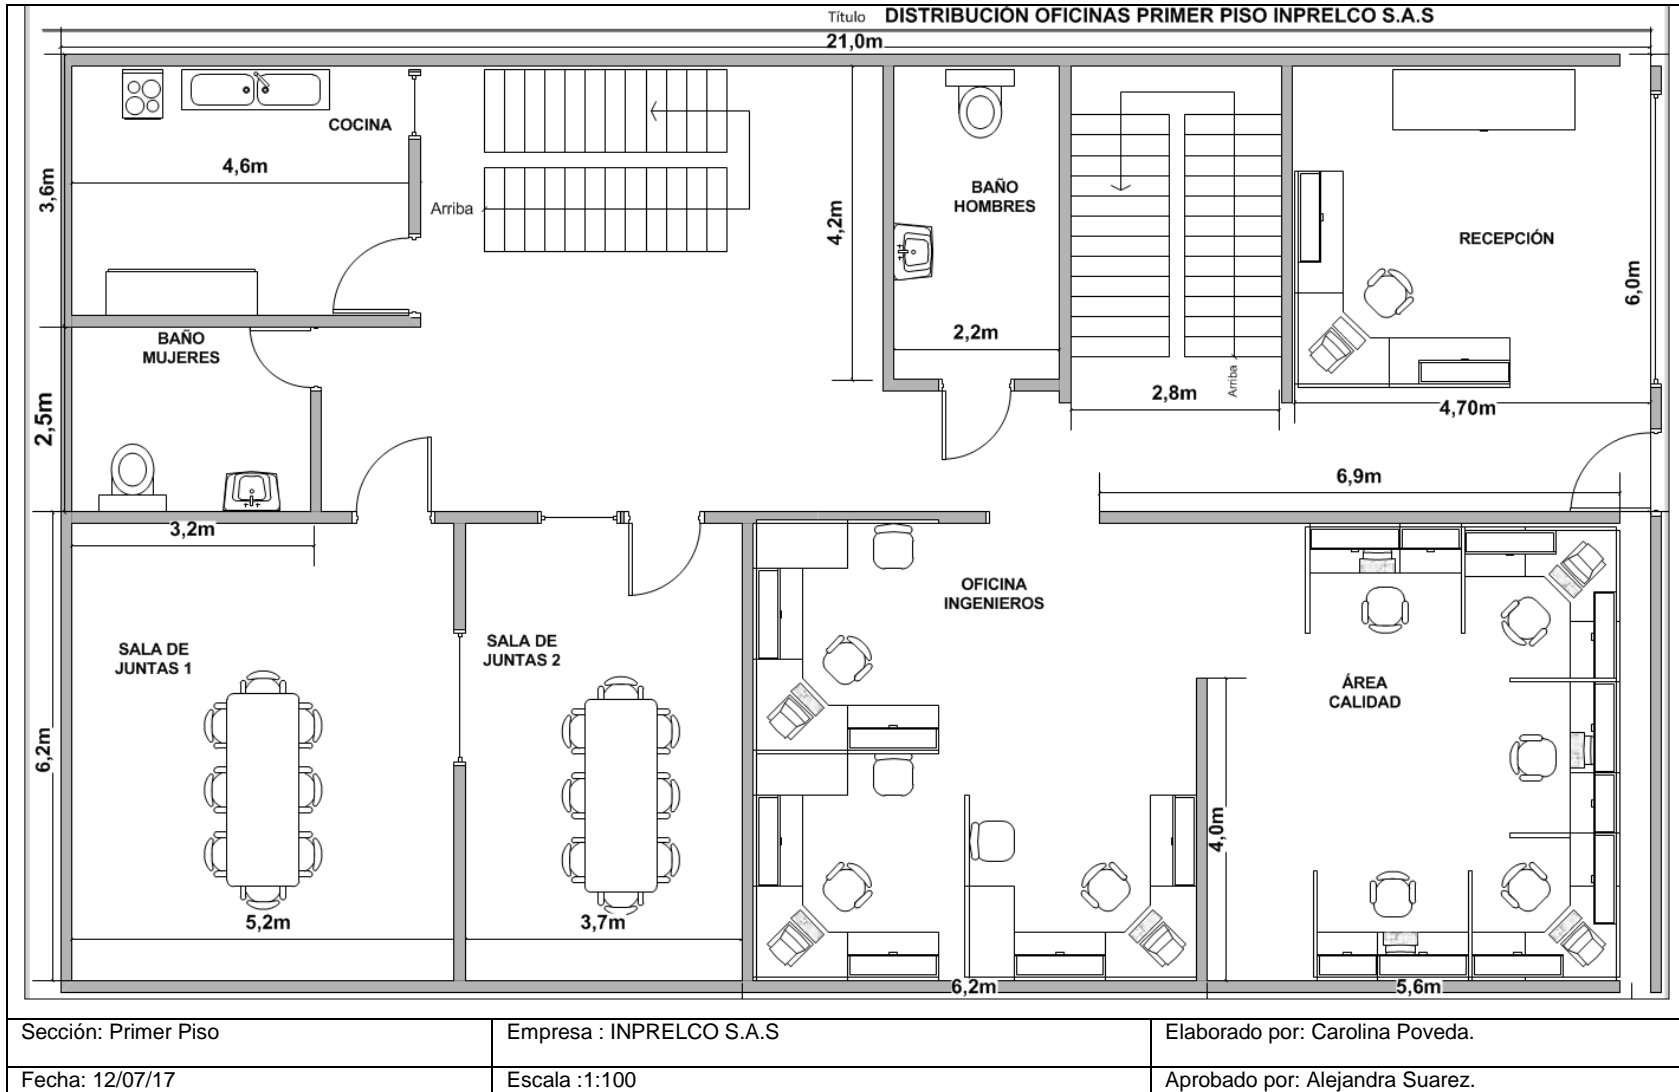 Título DISTRIBUCIÓN OFICINAS PRIMER PISO INPRELCO S.A.S
21,0m
COCINA
4,6m
3,6m
Arriba
4,2m
BAÑO
HOMBRES
2,2m
2,8m
Arriba
RECEPCIÓN
6,0m
4,70m
6,9m
BAÑO
MUJERES
2,5m
3,2m
SALA DE
JUNTAS 1
6,2m
5,2m
SALA DE
JUNTAS 2
3,7m
OFICINA
INGENIEROS
6,2m
ÁREA
CALIDAD
4,0m
5,6m
Sección: Primer Piso
Empresa : INPRELCO S.A.S
Elaborado por: Carolina Poveda.
Fecha: 12/07/17
Escala :1:100
Aprobado por: Alejandra Suarez.